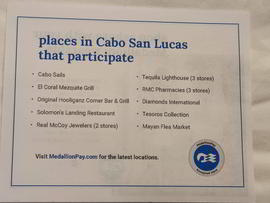 places in Cabo San Lucas
that participate
• Cabo Sails
• El Coral Mezquite Grill
• Original Hooliganz Corner Bar & Grill
• Solomon's Landing Restaurant
• Real McCoy Jewelers (2 stores)
• Tequila Lighthouse (3 stores)
• RMC Pharmacies (3 stores)
• Diamonds International
• Tesoros Collection
• Mayan Flea Market
Visit MedallionPay.com for the latest locations.